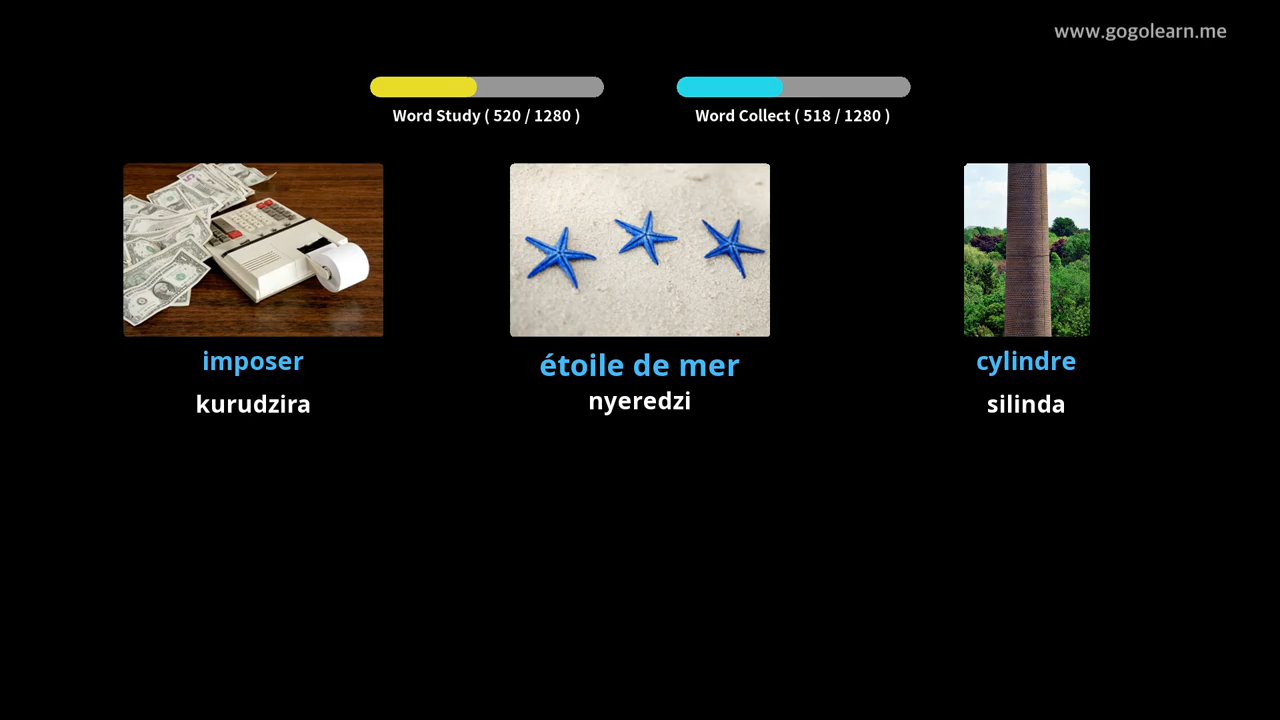 www.gogolearn.me
Word Study ( 520 / 1280 )
Word Collect ( 518 / 1280 )
imposer
étoile de mer
cylindre
kurudzira
nyeredzi
silinda